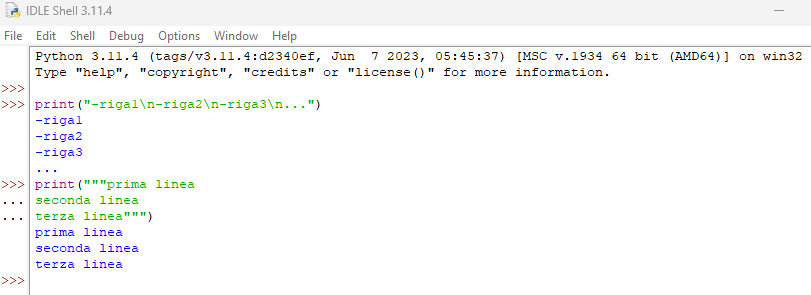 IDLE Shell 3.11.4
File Edit Shell Debug Options Window Help
Python 3.11.4 (tags/v3.11.4:d2340ef, Jun  7 2023, 05:45:37) [MSC v.1934 64 bit (AMD64)] on win32
Type "help", "copyright", "credits" or "license()" for more information.
>>>
>>> print("-riga1\n-riga2\n-riga3\n...")
-riga1
-riga2
-riga3
...
>>> print("""prima linea
... seconda linea
... terza linea""")
prima linea
seconda linea
terza linea
>>>